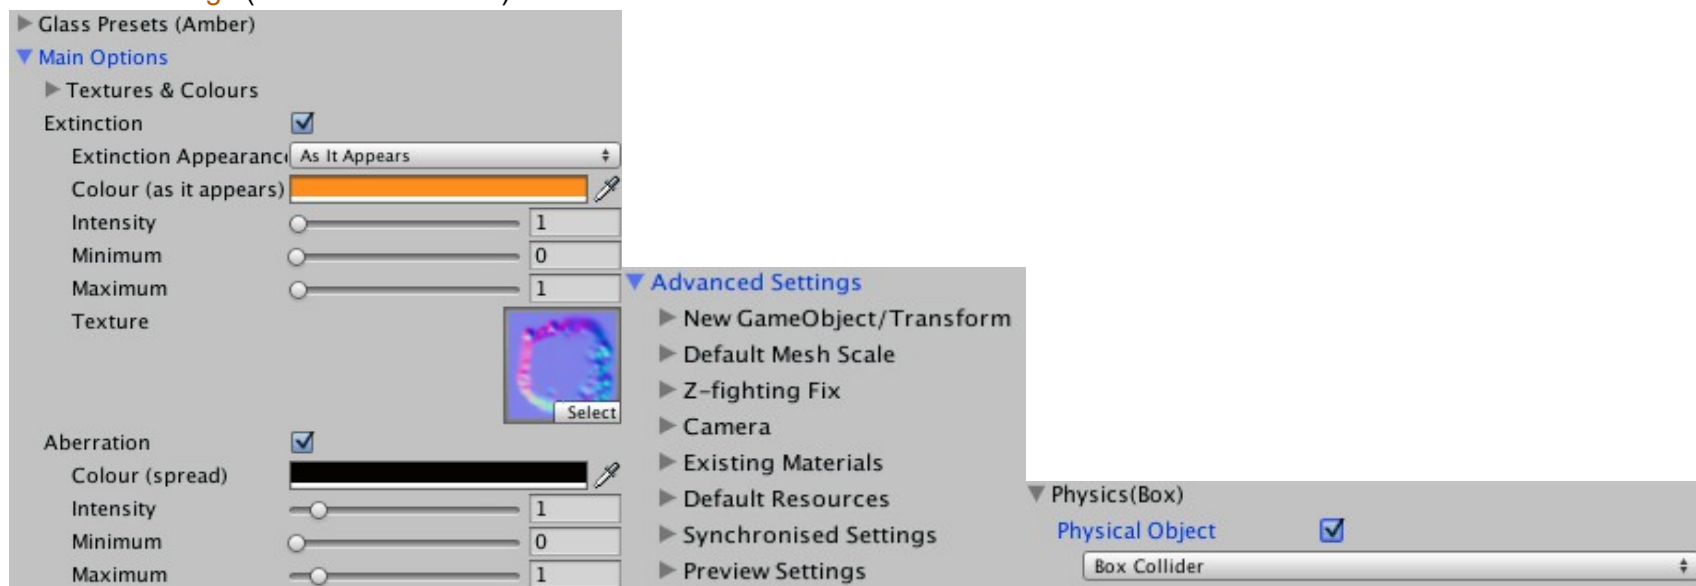 Glass Presets (Amber)
Main Options
Textures & Colours
Extinction
Extinction Appearanc As It Appears
Colour (as it appears)
Intensity 1
Minimum 0
Maximum 1
Texture
Select
Aberration
Colour (spread)
Intensity 1
Minimum 0
Maximum 1
Advanced Settings
New GameObject/Transform
Default Mesh Scale
Z-fighting Fix
Camera
Existing Materials
Default Resources
Synchronised Settings
Preview Settings
Physics(Box)
Physical Object
Box Collider